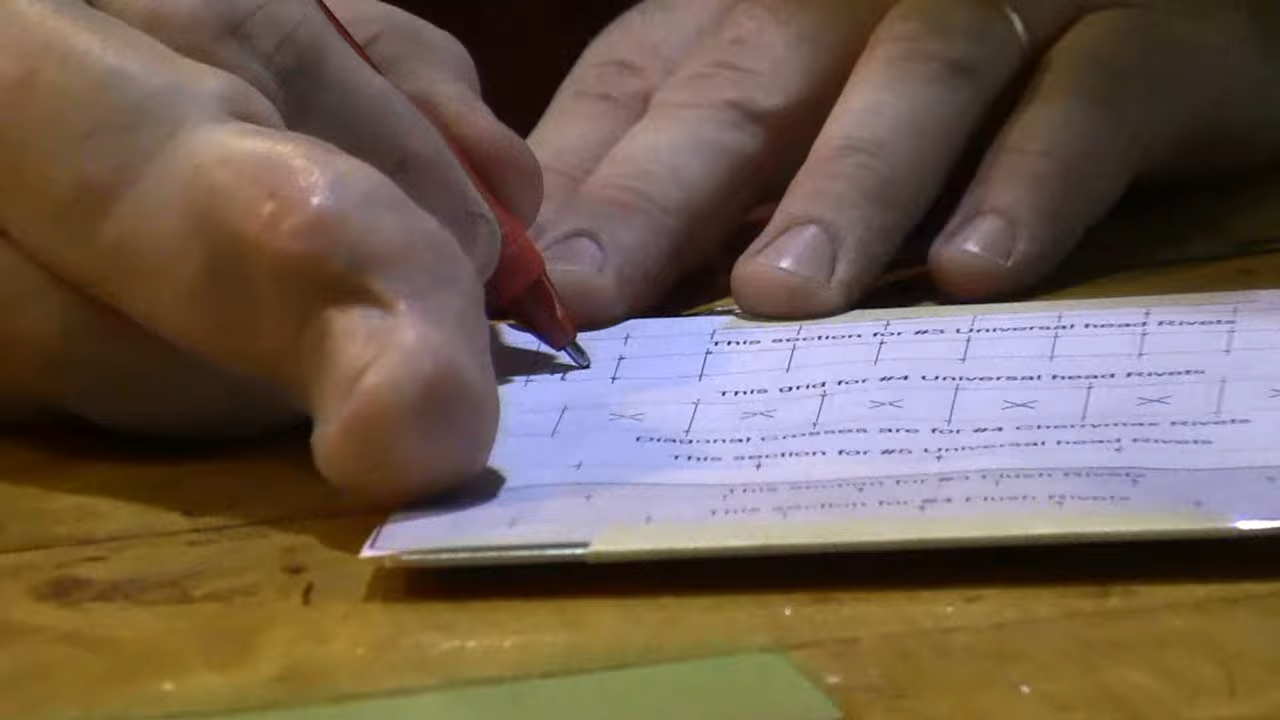 This section for #3 Universal head Rivets
This grid for #4 Universal head Rivets
Diagonal Crosses are for #4 Cherrymax Rivets
This section for #5 Universal head Rivets
This section for #3 Flush Rivets
This section for #4 Flush Rivets